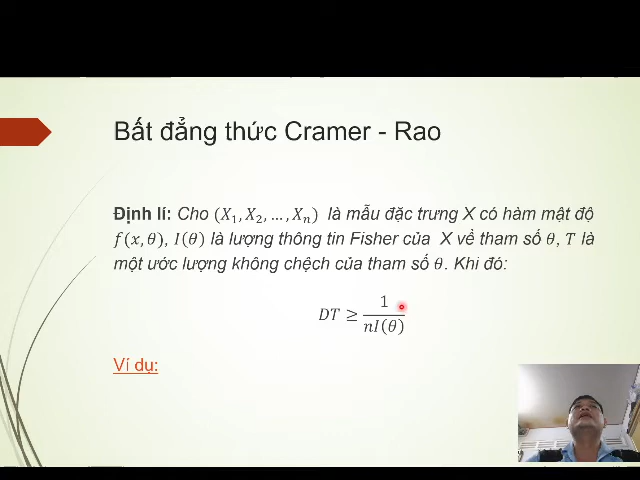 Bất đẳng thức Cramer - Rao
Định lí: Cho (X₁, X₂, ..., Xₙ) là mẫu đặc trưng X có hàm mật độ
f(x, θ), I(θ) là lượng thông tin Fisher của X về tham số θ, T là
một ước lượng không chệch của tham số θ. Khi đó:
DT ≥ 1/nI(θ)
Ví dụ: